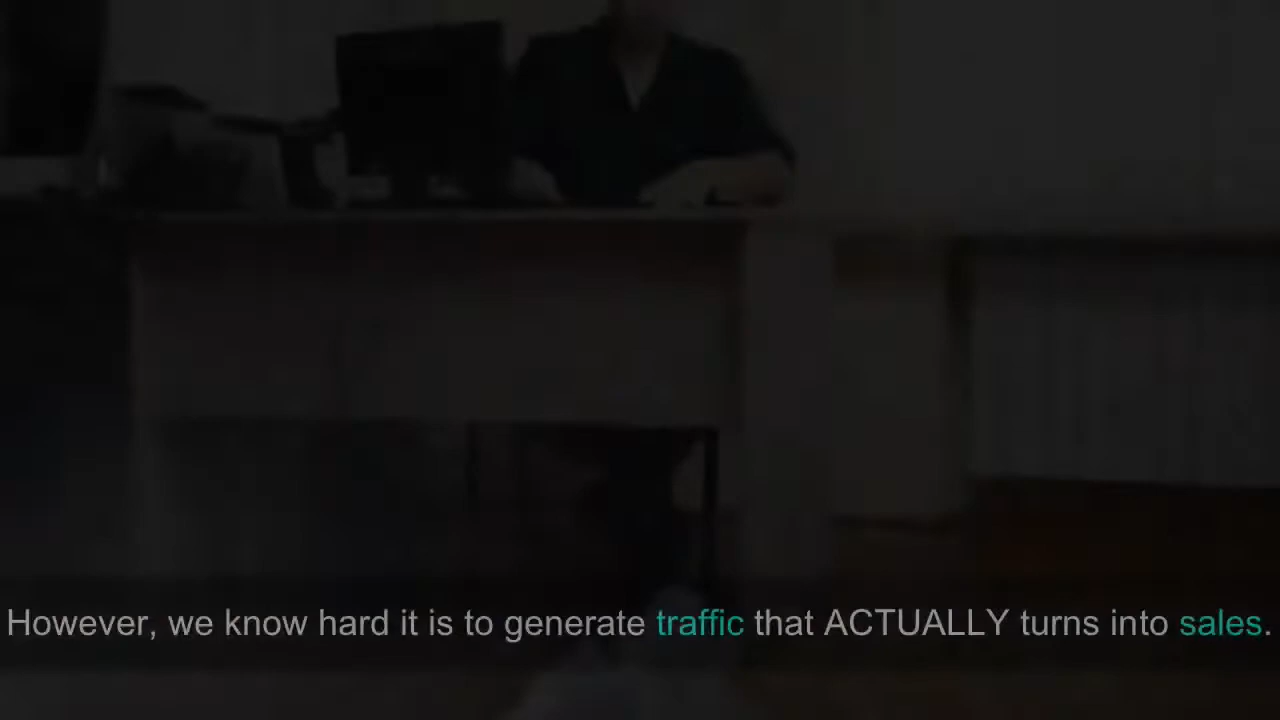 However, we know hard it is to generate traffic that ACTUALLY turns into sales.